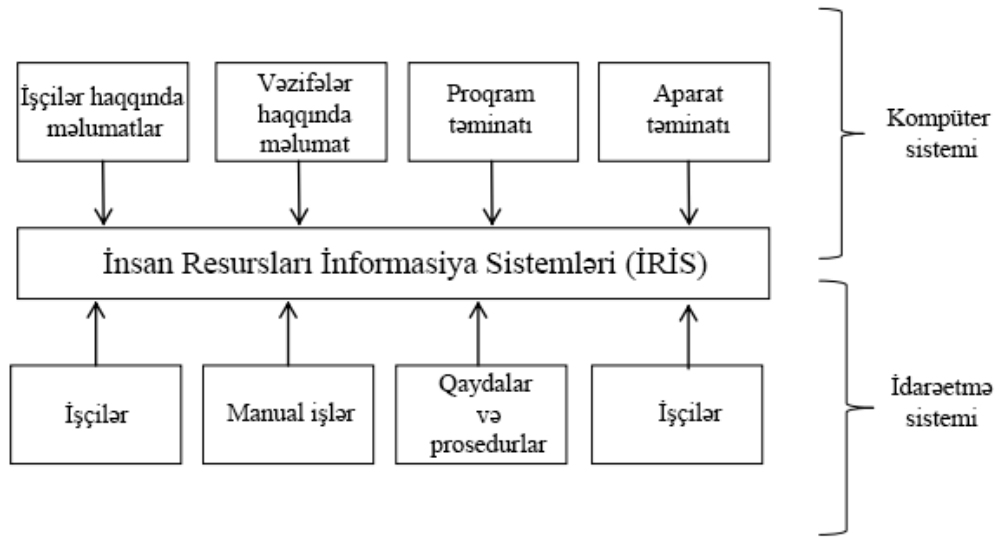 İşçilər haqqında
məlumatlar
Vəzifələr
haqqında
məlumat
Proqram
təminatı
Aparat
təminatı
Kompüter
sistemi
İnsan Resursları İnformasiya Sistemləri (İRİS)
İşçilər
Manual işlər
Qaydalar
və
prosedurlar
İşçilər
İdarəetmə
sistemi